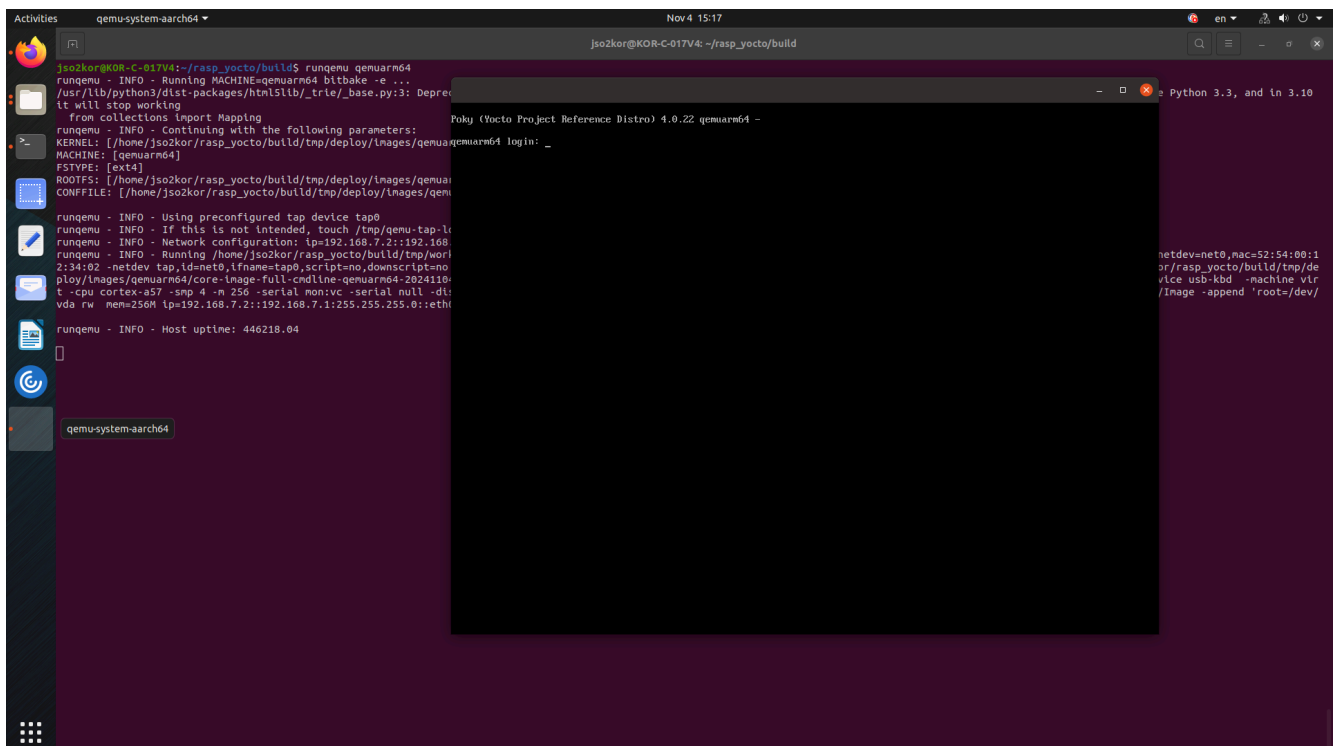 Activities
qemu-system-aarch64
Nov 4 15:17
en
jso2kor@KOR-C-017V4: ~/rasp_yocto/build
jso2kor@KOR-C-017V4:~/rasp_yocto/build$ runqemu qemuarm64
runqemu - INFO - Running MACHINE=qemuarm64 bitbake -e ...
/usr/lib/python3/dist-packages/html5lib/_trie/_base.py:3: Depre
e Python 3.3, and in 3.10
it will stop working
from collections import Mapping
runqemu - INFO - Continuing with the following parameters:
KERNEL: [/home/jso2kor/rasp_yocto/build/tmp/deploy/images/qemua
MACHINE: [qemuarm64]
FSTYPE: [ext4]
ROOTFS: [/home/jso2kor/rasp_yocto/build/tmp/deploy/images/qemua
CONFFILE: [/home/jso2kor/rasp_yocto/build/tmp/deploy/images/qem
runqemu - INFO - Using preconfigured tap device tap0
runqemu - INFO - If this is not intended, touch /tmp/qemu-tap-lo
runqemu - INFO - Network configuration: ip=192.168.7.2::192.168.
runqemu - INFO - Running /home/jso2kor/rasp_yocto/build/tmp/work
netdev=net0,mac=52:54:00:1
2:34:02 -netdev tap,id=net0,ifname=tap0,script=no,downscript=no
or/rasp_yocto/build/tmp/de
ploy/images/qemuarm64/core-image-full-cmdline-qemuarm64-20241104
vice usb-kbd -machine vir
t -cpu cortex-a57 -smp 4 -m 256 -serial mon:vc -serial null -dis
/Image -append 'root=/dev/
vda rw mem=256M ip=192.168.7.2::192.168.7.1:255.255.255.0::eth0
runqemu - INFO - Host uptime: 446218.04
Poky (Yocto Project Reference Distro) 4.0.22 qemuarm64 -
qemuarm64 login: _
qemu-system-aarch64